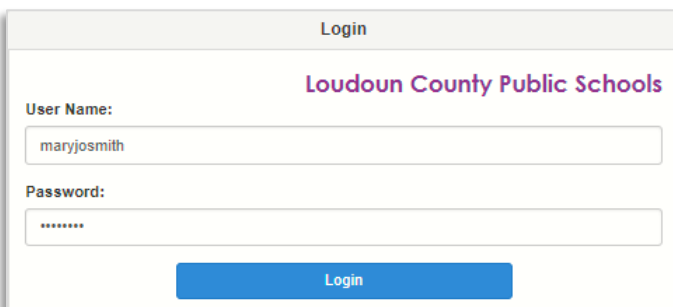 Login
Loudoun County Public Schools
User Name:
maryjosmith
Password:
••••••••
Login